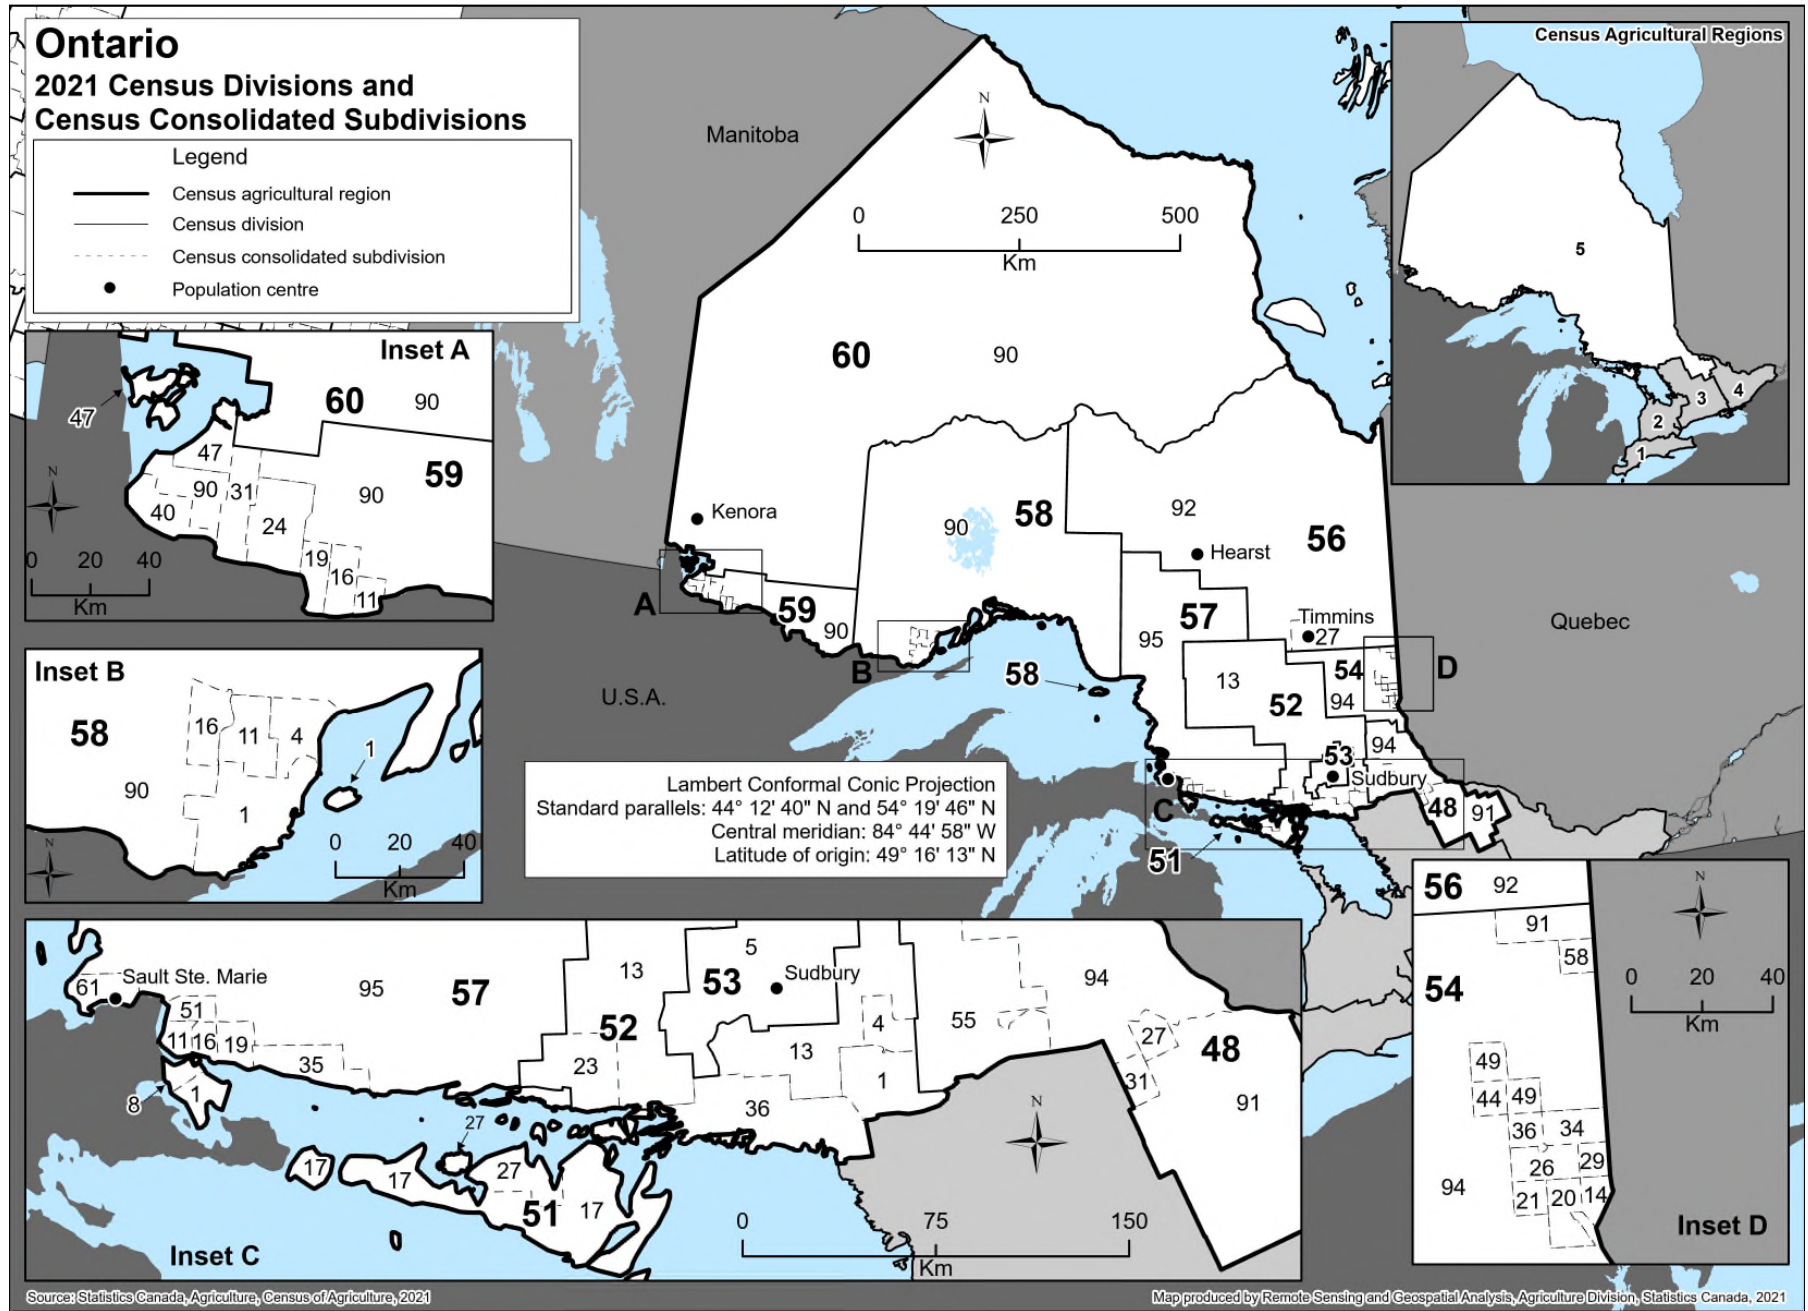 Ontario
2021 Census Divisions and
Census Consolidated Subdivisions
Legend
Census agricultural region
Census division
Census consolidated subdivision
Population centre
Manitoba
N
0 250 500
Km
60
90
Kenora
90
58
92
56
Hearst
A
59
90
B
57
95
Timmins
27
54
94
D
13
52
58
94
53
Sudbury
C
48
91
51
Quebec
U.S.A.
Census Agricultural Regions
5
4
3
2
1
Inset A
47
60
90
47
59
90
31
90
40
24
19
16
11
N
0 20 40
Km
Inset B
58
16
11
4
1
90
1
N
0 20 40
Km
Lambert Conformal Conic Projection
Standard parallels: 44° 12' 40" N and 54° 19' 46" N
Central meridian: 84° 44' 58" W
Latitude of origin: 49° 16' 13" N
61
Sault Ste. Marie
95
57
13
5
53
Sudbury
94
51
52
4
55
11
16
19
35
23
13
27
48
1
31
8
1
36
91
27
N
17
17
27
51
17
0 75 150
Km
Inset C
56
92
N
91
58
54
0 20 40
Km
49
44
49
36
34
26
29
94
21
20
14
Inset D
Source: Statistics Canada, Agriculture, Census of Agriculture, 2021
Map produced by Remote Sensing and Geospatial Analysis, Agriculture Division, Statistics Canada, 2021